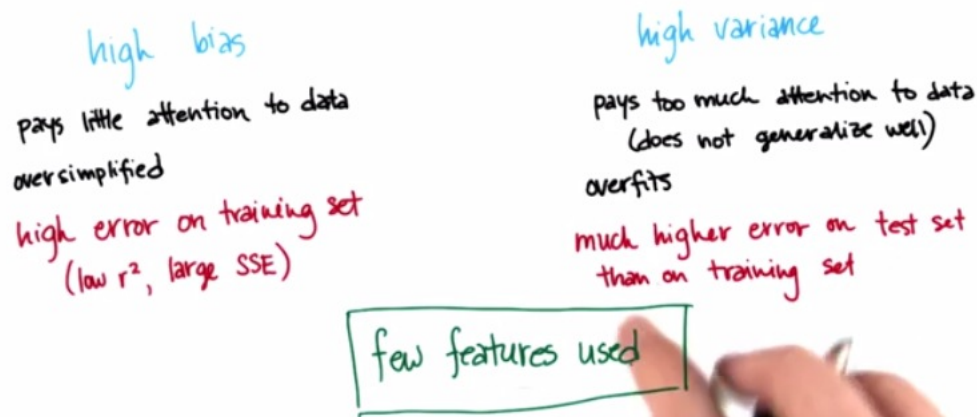 high bias
pays little attention to data
oversimplified
high error on training set
(low r², large SSE)
high variance
pays too much attention to data
(does not generalize well)
overfits
much higher error on test set
than on training set
few features used